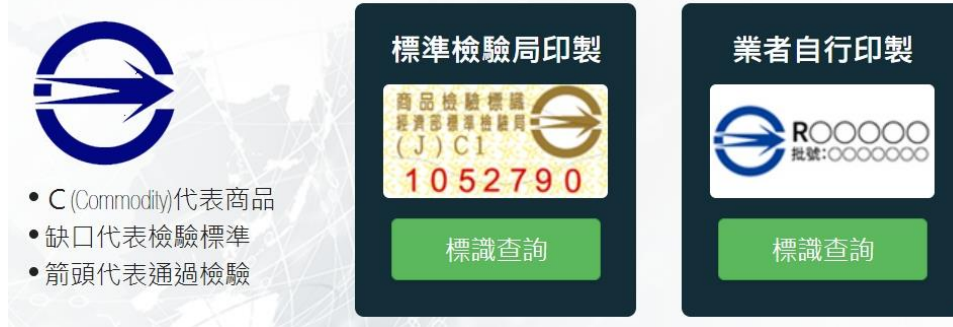 • C (Commodity)代表商品
• 缺口代表檢驗標準
• 箭頭代表通過檢驗
標準檢驗局印製
商品檢驗標識
經濟部標準檢驗局
(J) C1
1052790
標識查詢
業者自行印製
R○○○○○
批號:○○○○○○○
標識查詢